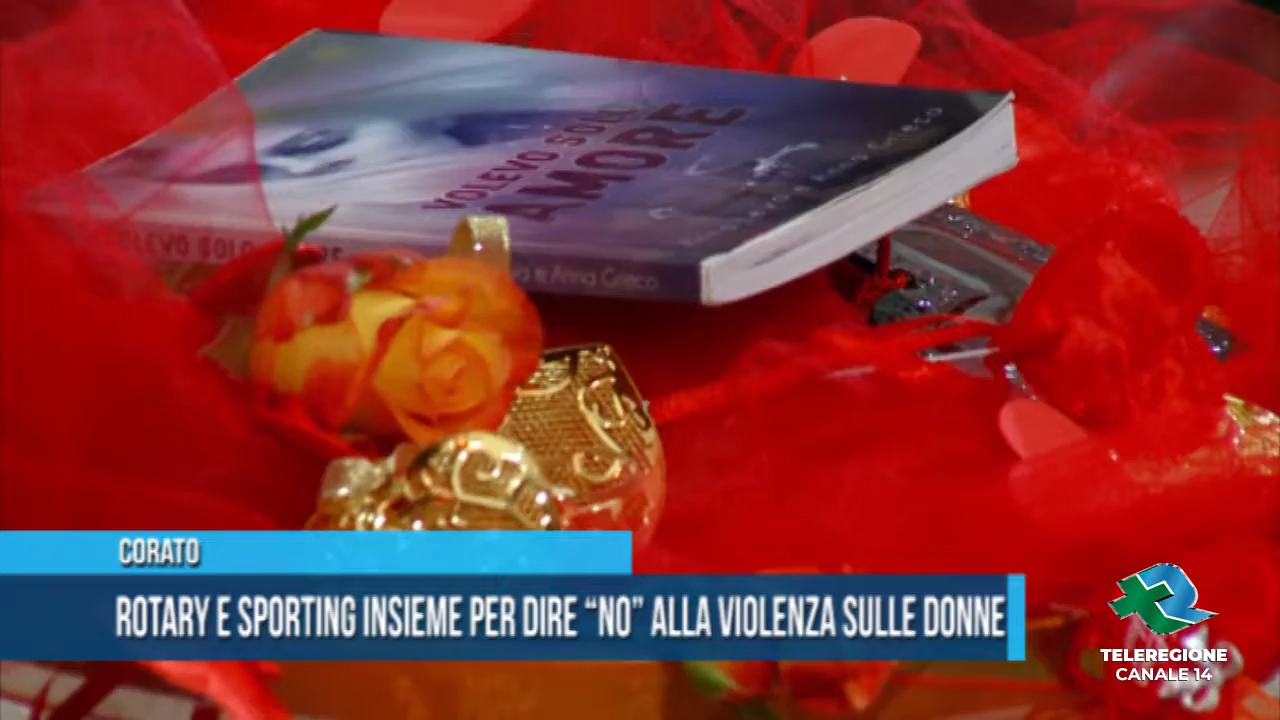 VOLEVO SOLO
AMORE
Anna Greco
CORATO
ROTARY E SPORTING INSIEME PER DIRE “NO” ALLA VIOLENZA SULLE DONNE
TELEREGIONE
CANALE 14